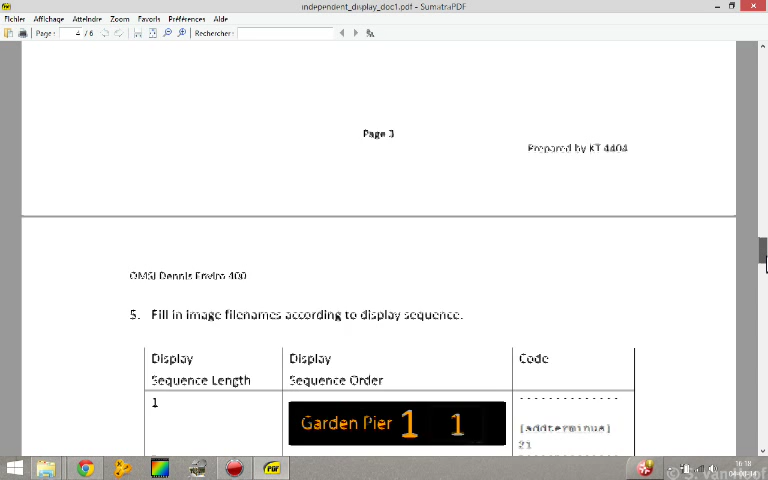 independent_display_doc1.pdf - SumatraPDF
Fichier Affichage Atteindre Zoom Favoris Préférences Aide
Page : 4 / 6 Rechercher :
Page 3
Prepared by KT 4404
OMSI Dennis Enviro 400
5. Fill in image filenames according to display sequence.
Display Sequence Length
Display Sequence Order
Code
1
Garden Pier 1 1
--------------
[addterminus]
21
--------------
16:18